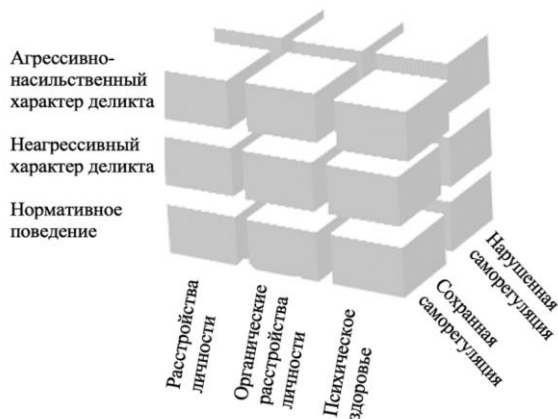 Агрессивно-
насильственный
характер деликта
Неагрессивный
характер деликта
Нормативное
поведение
Расстройства
личности
Органические
расстройства
личности
Психическое
здоровье
Сохранная
саморегуляция
Нарушенная
саморегуляция